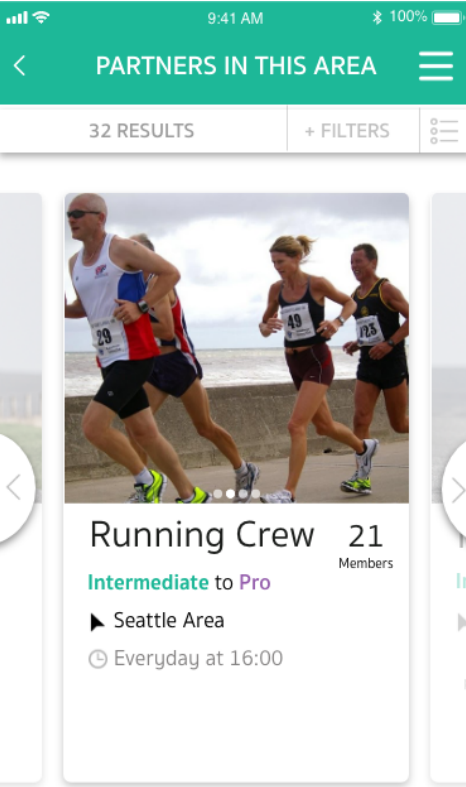 9:41 AM 100%
PARTNERS IN THIS AREA
32 RESULTS + FILTERS
29
49
123
Running Crew 21
Members
Intermediate to Pro
Seattle Area
Everyday at 16:00